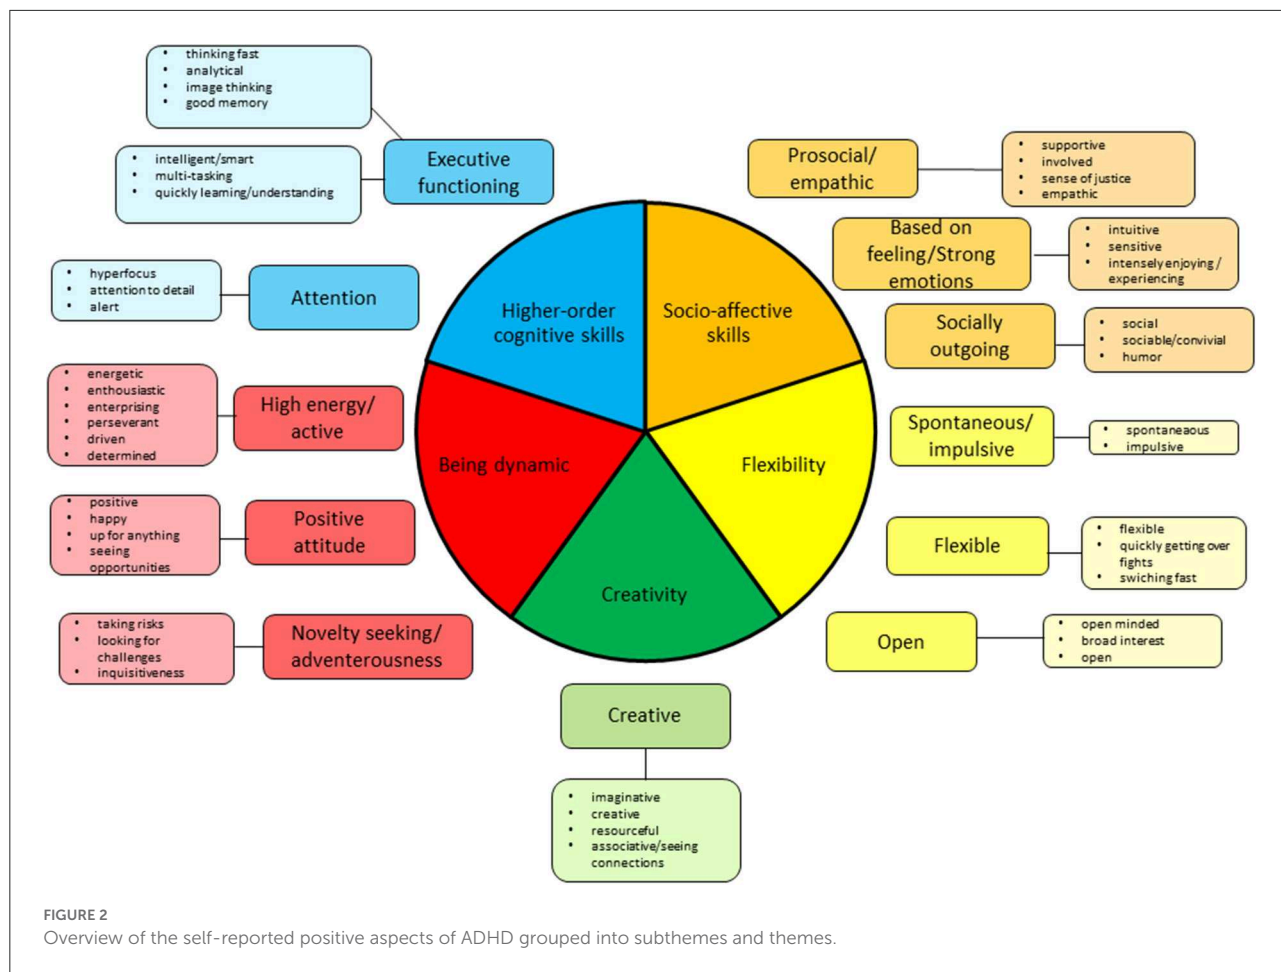 thinking fast
analytical
image thinking
good memory
intelligent/smart
multi-tasking
quickly learning/understanding
Executive
functioning
hyperfocus
attention to detail
alert
Attention
energetic
enthousiastic
enterprising
perseverant
driven
determined
High energy/
active
positive
happy
up for anything
seeing
opportunities
Positive
attitude
taking risks
looking for
challenges
inquisitiveness
Novelty seeking/
adventerousness
Higher-order
cognitive skills
Socio-affective
skills
Being dynamic
Flexibility
Creativity
Prosocial/
empathic
supportive
involved
sense of justice
empathic
Based on
feeling/Strong
emotions
intuitive
sensitive
intensely enjoying /
experiencing
Socially
outgoing
social
sociable/convivial
humor
Spontaneous/
impulsive
spontaneaous
impulsive
Flexible
flexible
quickly getting over
fights
swiching fast
Open
open minded
broad interest
open
Creative
imaginative
creative
resourceful
associative/seeing
connections
FIGURE 2
Overview of the self-reported positive aspects of ADHD grouped into subthemes and themes.